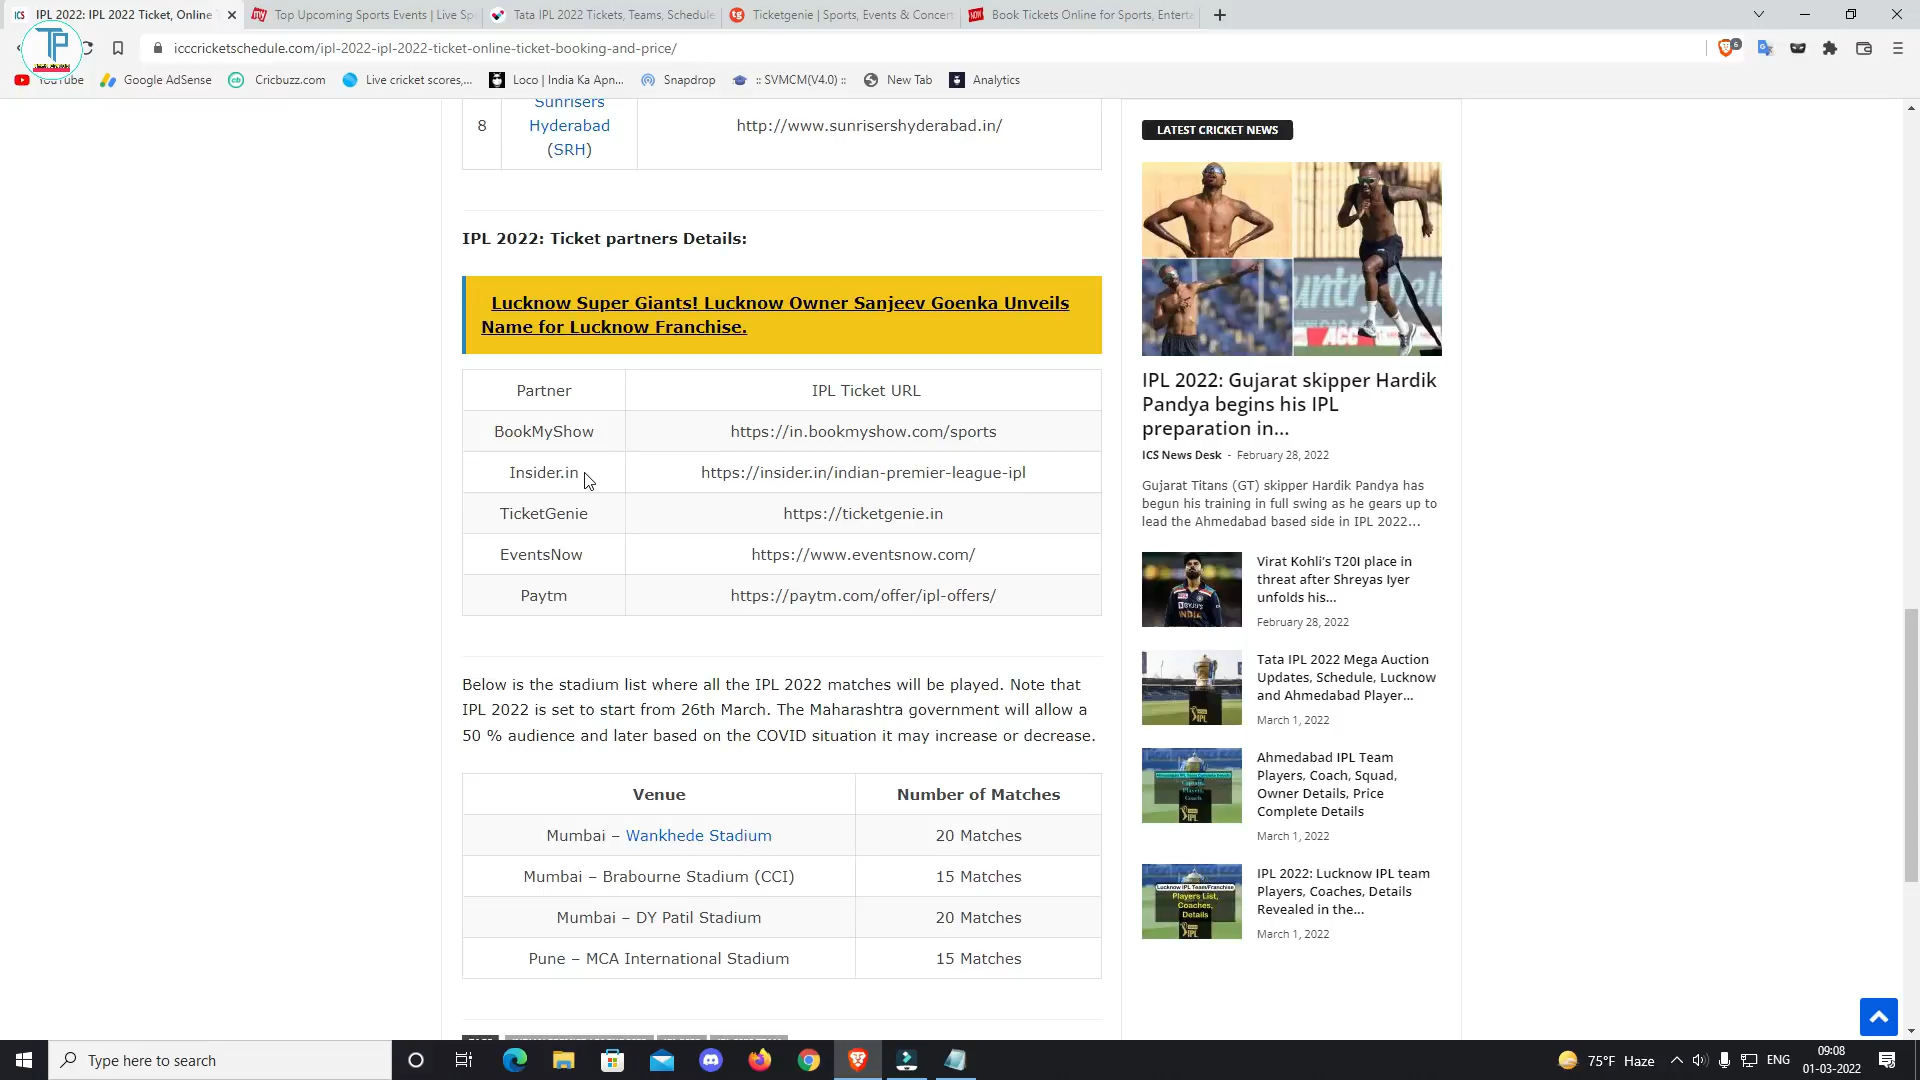 IPL 2022: IPL 2022 Ticket, Online
Top Upcoming Sports Events | Live Sp
Tata IPL 2022 Tickets, Teams, Schedule
Ticketgenie | Sports, Events & Concert
Book Tickets Online for Sports, Enterta
icccricketschedule.com/ipl-2022-ipl-2022-ticket-online-ticket-booking-and-price/
TP
YouTube
Google AdSense
Cricbuzz.com
Live cricket scores,...
Loco | India Ka Apn...
Snapdrop
:: SVMCM(V4.0) ::
New Tab
Analytics
8
Sunrisers
Hyderabad
(SRH)
http://www.sunrisershyderabad.in/
IPL 2022: Ticket partners Details:
Lucknow Super Giants! Lucknow Owner Sanjeev Goenka Unveils
Name for Lucknow Franchise.
Partner IPL Ticket URL
BookMyShow https://in.bookmyshow.com/sports
Insider.in https://insider.in/indian-premier-league-ipl
TicketGenie https://ticketgenie.in
EventsNow https://www.eventsnow.com/
Paytm https://paytm.com/offer/ipl-offers/
Below is the stadium list where all the IPL 2022 matches will be played. Note that
IPL 2022 is set to start from 26th March. The Maharashtra government will allow a
50 % audience and later based on the COVID situation it may increase or decrease.
Venue Number of Matches
Mumbai – Wankhede Stadium 20 Matches
Mumbai – Brabourne Stadium (CCI) 15 Matches
Mumbai – DY Patil Stadium 20 Matches
Pune – MCA International Stadium 15 Matches
LATEST CRICKET NEWS
IPL 2022: Gujarat skipper Hardik
Pandya begins his IPL
preparation in...
ICS News Desk - February 28, 2022
Gujarat Titans (GT) skipper Hardik Pandya has
begun his training in full swing as he gears up to
lead the Ahmedabad based side in IPL 2022...
Virat Kohli's T20I place in
threat after Shreyas Iyer
unfolds his...
February 28, 2022
Tata IPL 2022 Mega Auction
Updates, Schedule, Lucknow
and Ahmedabad Player...
March 1, 2022
Ahmedabad IPL Team
Players, Coach, Squad,
Owner Details, Price
Complete Details
March 1, 2022
Lucknow IPL Team/Franchise
Players List,
Coaches,
Details
IPL 2022: Lucknow IPL team
Players, Coaches, Details
Revealed in the...
March 1, 2022
Type here to search
75°F Haze
ENG
09:08
01-03-2022